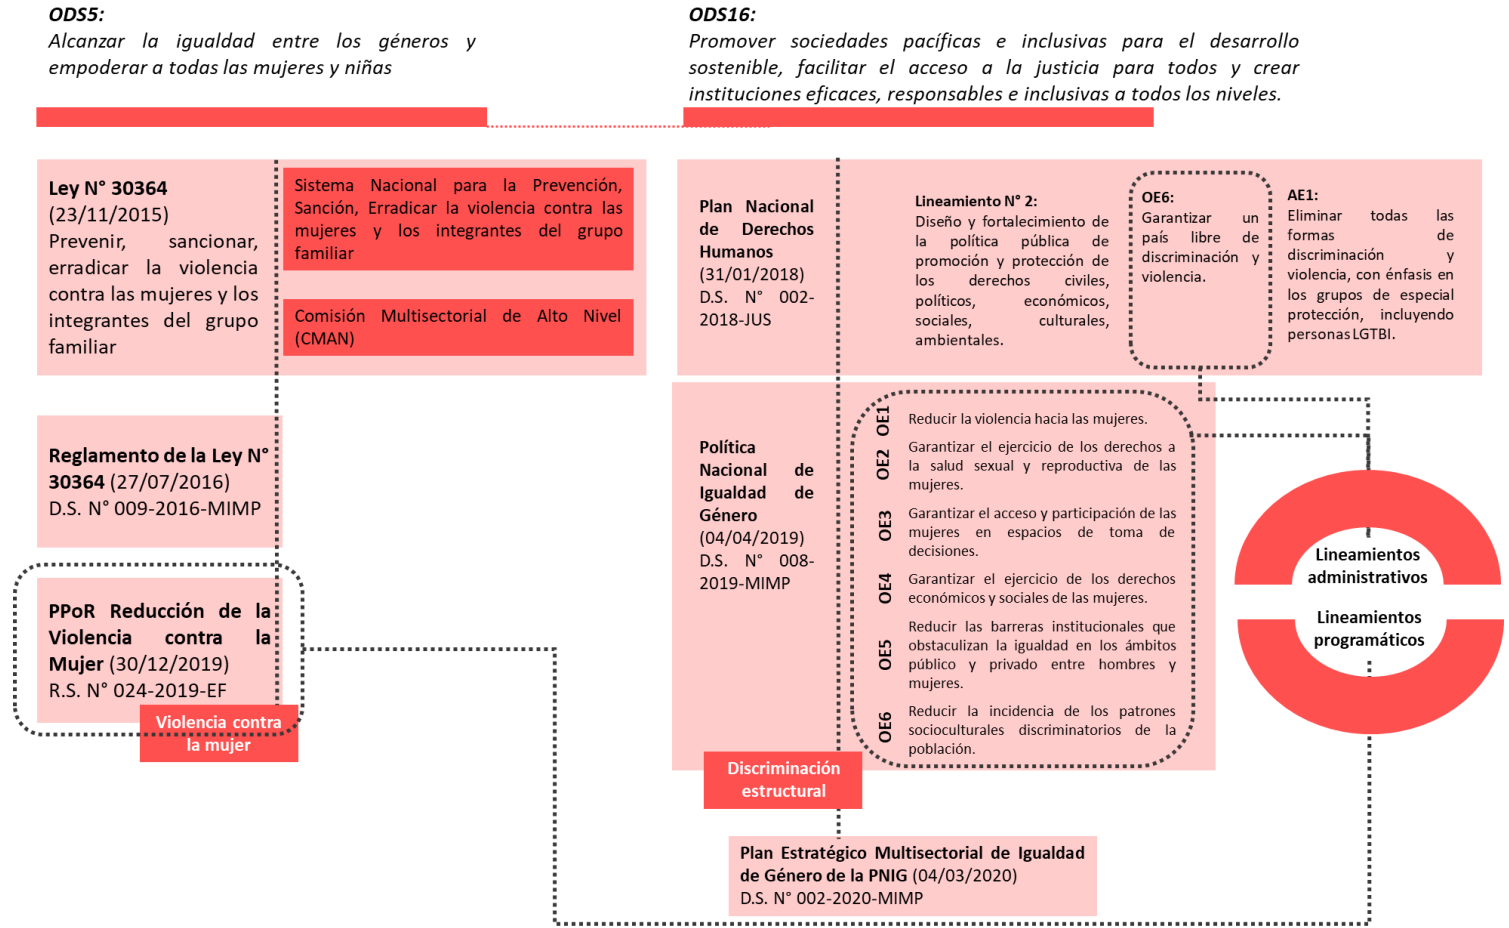 ODS5:
Alcanzar la igualdad entre los géneros y
empoderar a todas las mujeres y niñas
ODS16:
Promover sociedades pacíficas e inclusivas para el desarrollo
sostenible, facilitar el acceso a la justicia para todos y crear
instituciones eficaces, responsables e inclusivas a todos los niveles.
Ley N° 30364
(23/11/2015)
Prevenir, sancionar,
erradicar la violencia
contra las mujeres y los
integrantes del grupo
familiar
Sistema Nacional para la Prevención,
Sanción, Erradicar la violencia contra las
mujeres y los integrantes del grupo
familiar
Comisión Multisectorial de Alto Nivel
(CMAN)
Reglamento de la Ley N°
30364 (27/07/2016)
D.S. N° 009-2016-MIMP
PPoR Reducción de la
Violencia contra la
Mujer (30/12/2019)
R.S. N° 024-2019-EF
Violencia contra
la mujer
Plan Nacional
de Derechos
Humanos
(31/01/2018)
D.S. N° 002-
2018-JUS
Lineamiento N° 2:
Diseño y fortalecimiento de
la política pública de
promoción y protección de
los derechos civiles,
políticos, económicos,
sociales, culturales,
ambientales.
OE6:
Garantizar un
país libre de
discriminación y
violencia.
AE1:
Eliminar todas las
formas de
discriminación y
violencia, con énfasis en
los grupos de especial
protección, incluyendo
personas LGTBI.
Política
Nacional de
Igualdad de
Género
(04/04/2019)
D.S. N° 008-
2019-MIMP
OE1
Reducir la violencia hacia las mujeres.
OE2
Garantizar el ejercicio de los derechos a
la salud sexual y reproductiva de las
mujeres.
OE3
Garantizar el acceso y participación de las
mujeres en espacios de toma de
decisiones.
OE4
Garantizar el ejercicio de los derechos
económicos y sociales de las mujeres.
OE5
Reducir las barreras institucionales que
obstaculizan la igualdad en los ámbitos
público y privado entre hombres y
mujeres.
OE6
Reducir la incidencia de los patrones
socioculturales discriminatorios de la
población.
Discriminación
estructural
Plan Estratégico Multisectorial de Igualdad
de Género de la PNIG (04/03/2020)
D.S. N° 002-2020-MIMP
Lineamientos
administrativos
Lineamientos
programáticos